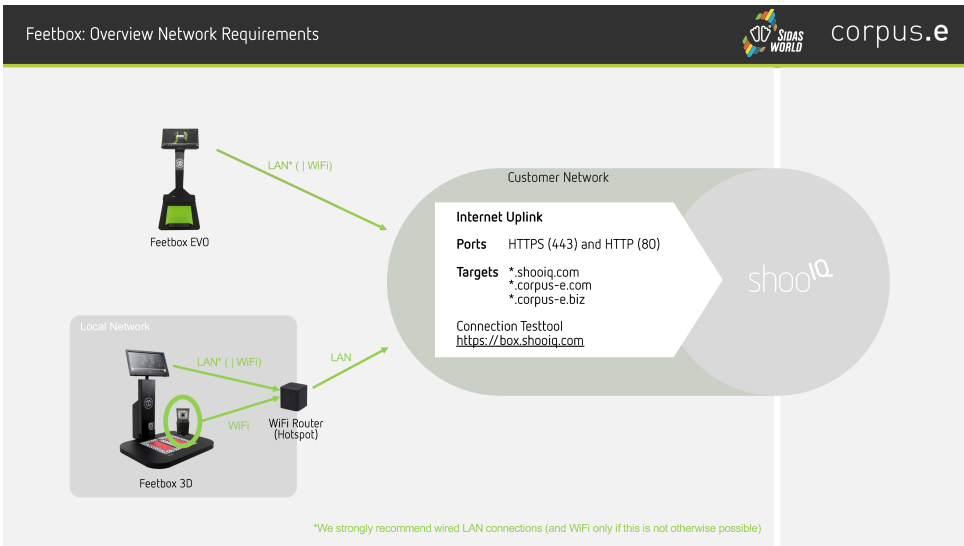 Feetbox: Overview Network Requirements
SIDAS
WORLD
corpus.e
LAN* ( | WiFi)
Feetbox EVO
Customer Network
Internet Uplink
Ports HTTPS (443) and HTTP (80)
Targets *.shooiq.com
*.corpus-e.com
*.corpus-e.biz
Connection Testtool
https://box.shooiq.com
shooIQ
Local Network
LAN* ( | WiFi)
LAN
WiFi
WiFi Router
(Hotspot)
Feetbox 3D
*We strongly recommend wired LAN connections (and WiFi only if this is not otherwise possible)